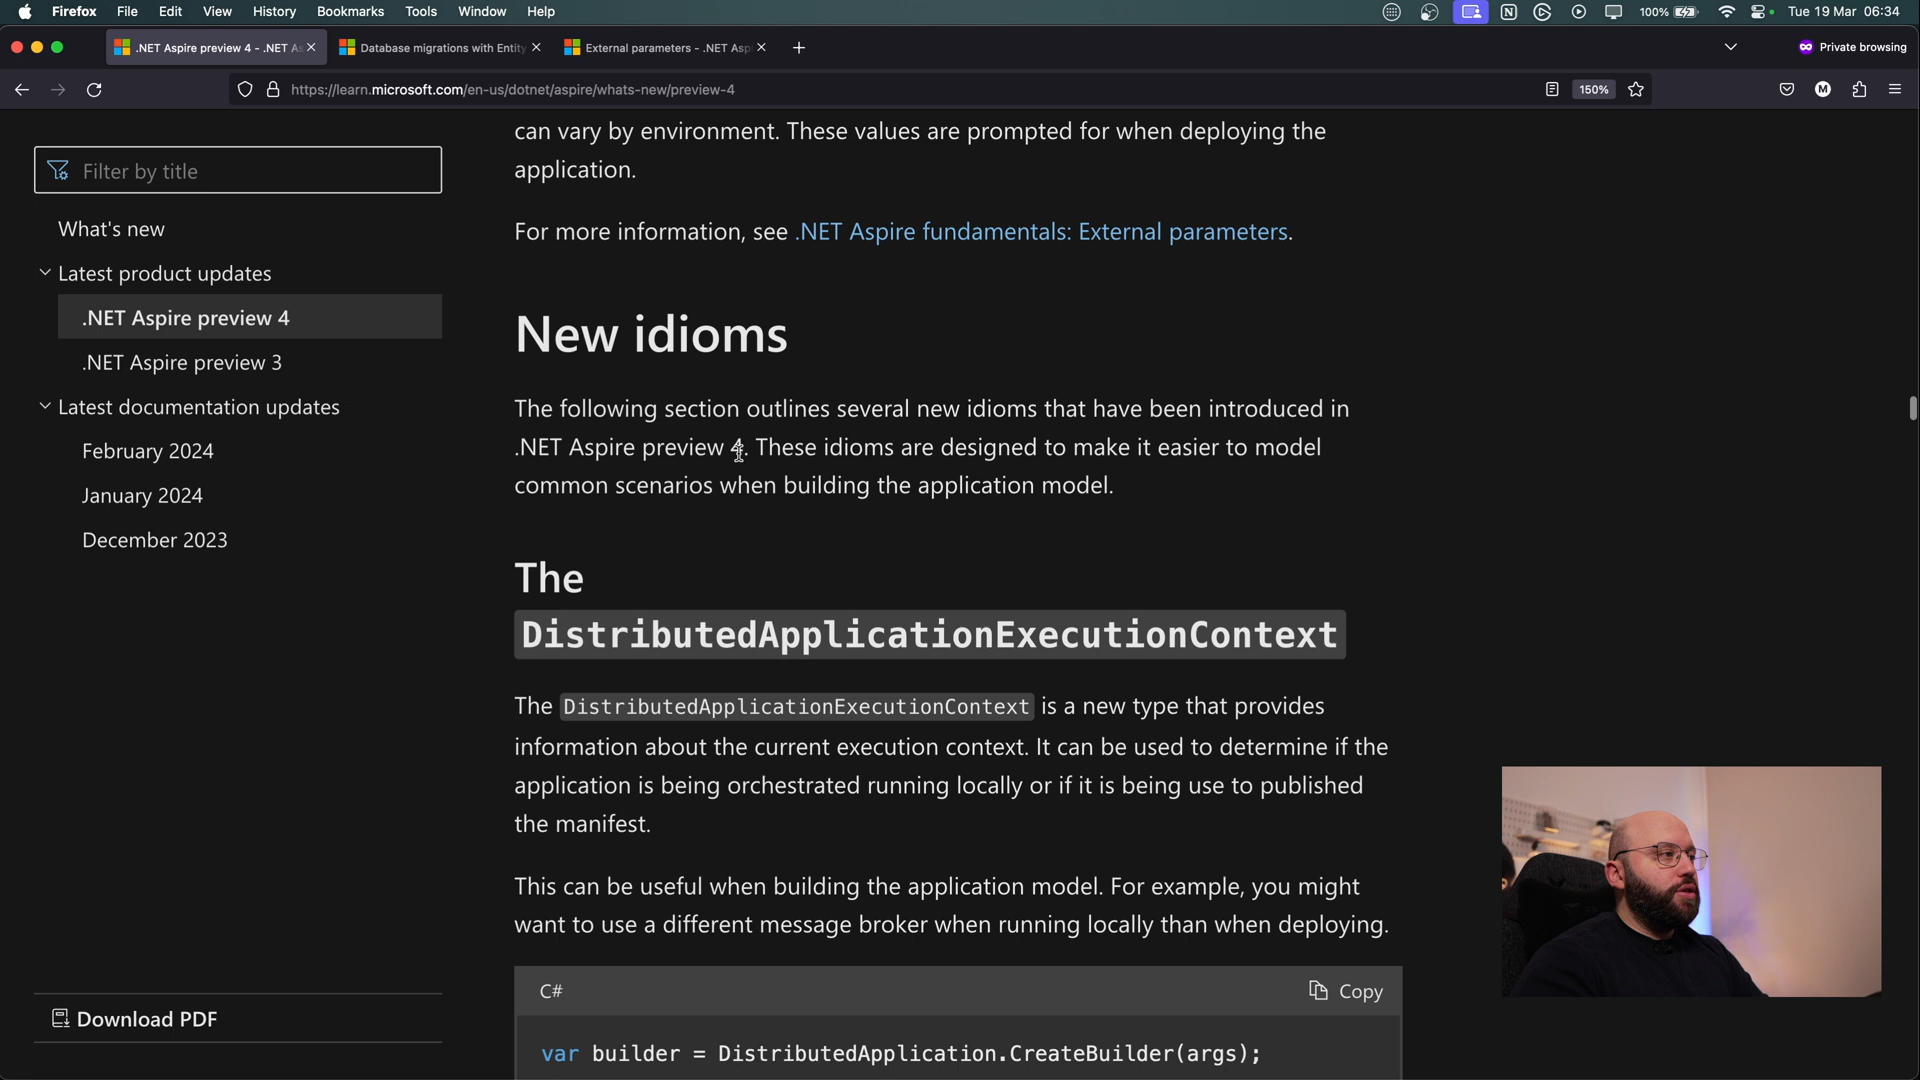 Firefox File Edit View History Bookmarks Tools Window Help 100% Tue 19 Mar 06:34
.NET Aspire preview 4 - .NET As
Database migrations with Entity
External parameters - .NET Asp
Private browsing
https://learn.microsoft.com/en-us/dotnet/aspire/whats-new/preview-4
150%
M
Filter by title
What's new
Latest product updates
.NET Aspire preview 4
.NET Aspire preview 3
Latest documentation updates
February 2024
January 2024
December 2023
Download PDF
can vary by environment. These values are prompted for when deploying the
application.
For more information, see .NET Aspire fundamentals: External parameters.
New idioms
The following section outlines several new idioms that have been introduced in
.NET Aspire preview 4. These idioms are designed to make it easier to model
common scenarios when building the application model.
The
DistributedApplicationExecutionContext
The DistributedApplicationExecutionContext is a new type that provides
information about the current execution context. It can be used to determine if the
application is being orchestrated running locally or if it is being use to published
the manifest.
This can be useful when building the application model. For example, you might
want to use a different message broker when running locally than when deploying.
C#
Copy
var builder = DistributedApplication.CreateBuilder(args);